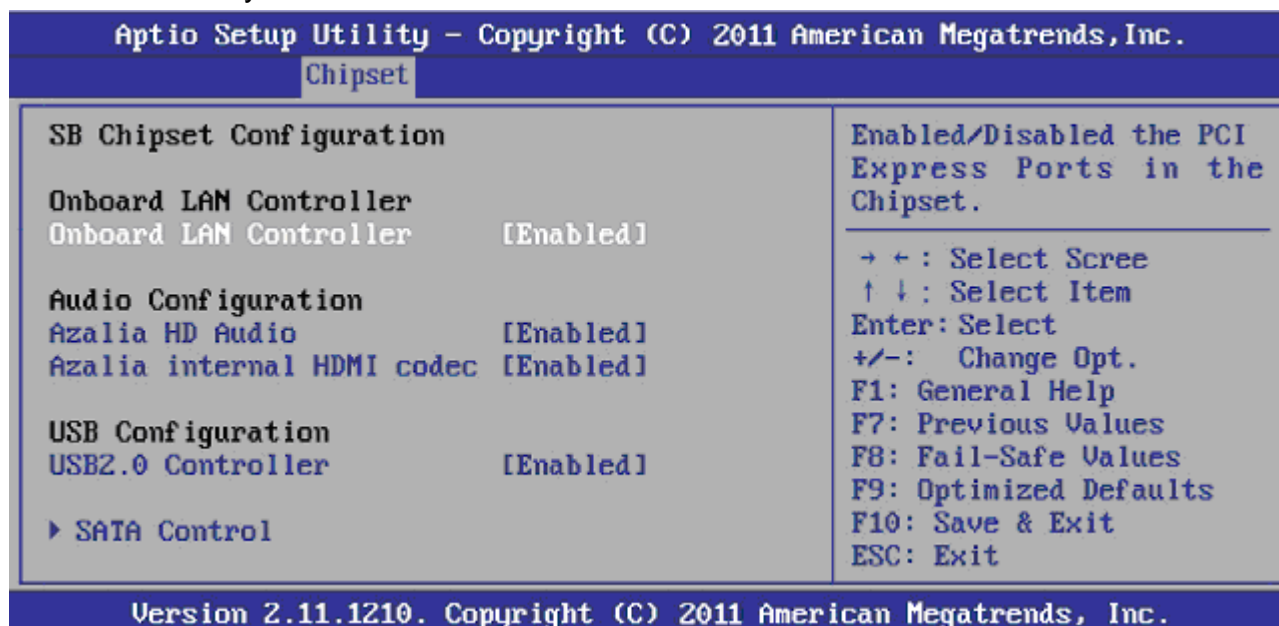 Aptio Setup Utility - Copyright (C) 2011 American Megatrends,Inc.
Chipset
SB Chipset Configuration
Onboard LAN Controller
Onboard LAN Controller [Enabled]
Audio Configuration
Azalia HD Audio [Enabled]
Azalia internal HDMI codec [Enabled]
USB Configuration
USB2.0 Controller [Enabled]
▶ SATA Control
Enabled/Disabled the PCI
Express Ports in the
Chipset.
→ ←: Select Scree
↑ ↓: Select Item
Enter: Select
+/-: Change Opt.
F1: General Help
F7: Previous Values
F8: Fail-Safe Values
F9: Optimized Defaults
F10: Save & Exit
ESC: Exit
Version 2.11.1210. Copyright (C) 2011 American Megatrends, Inc.